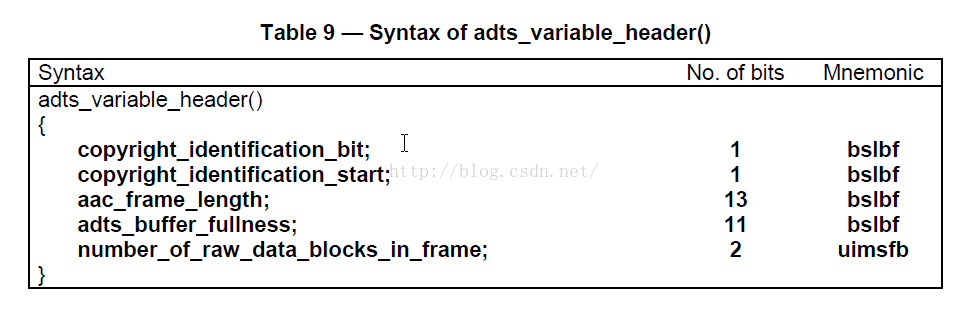 Table 9 — Syntax of adts_variable_header()
Syntax No. of bits Mnemonic
adts_variable_header()
{
copyright_identification_bit; 1 bslbf
copyright_identification_start; 1 bslbf
http://blog.csdn.net/
aac_frame_length; 13 bslbf
adts_buffer_fullness; 11 bslbf
number_of_raw_data_blocks_in_frame; 2 uimsfb
}